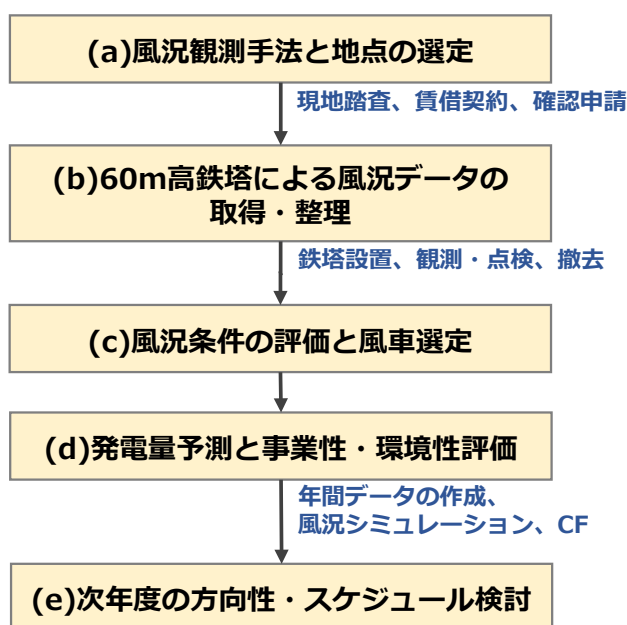 (a)風況観測手法と地点の選定
現地踏査、賃借契約、確認申請
(b)60m高鉄塔による風況データの
取得・整理
鉄塔設置、観測・点検、撤去
(c)風況条件の評価と風車選定
(d)発電量予測と事業性・環境性評価
年間データの作成、
風況シミュレーション、CF
(e)次年度の方向性・スケジュール検討